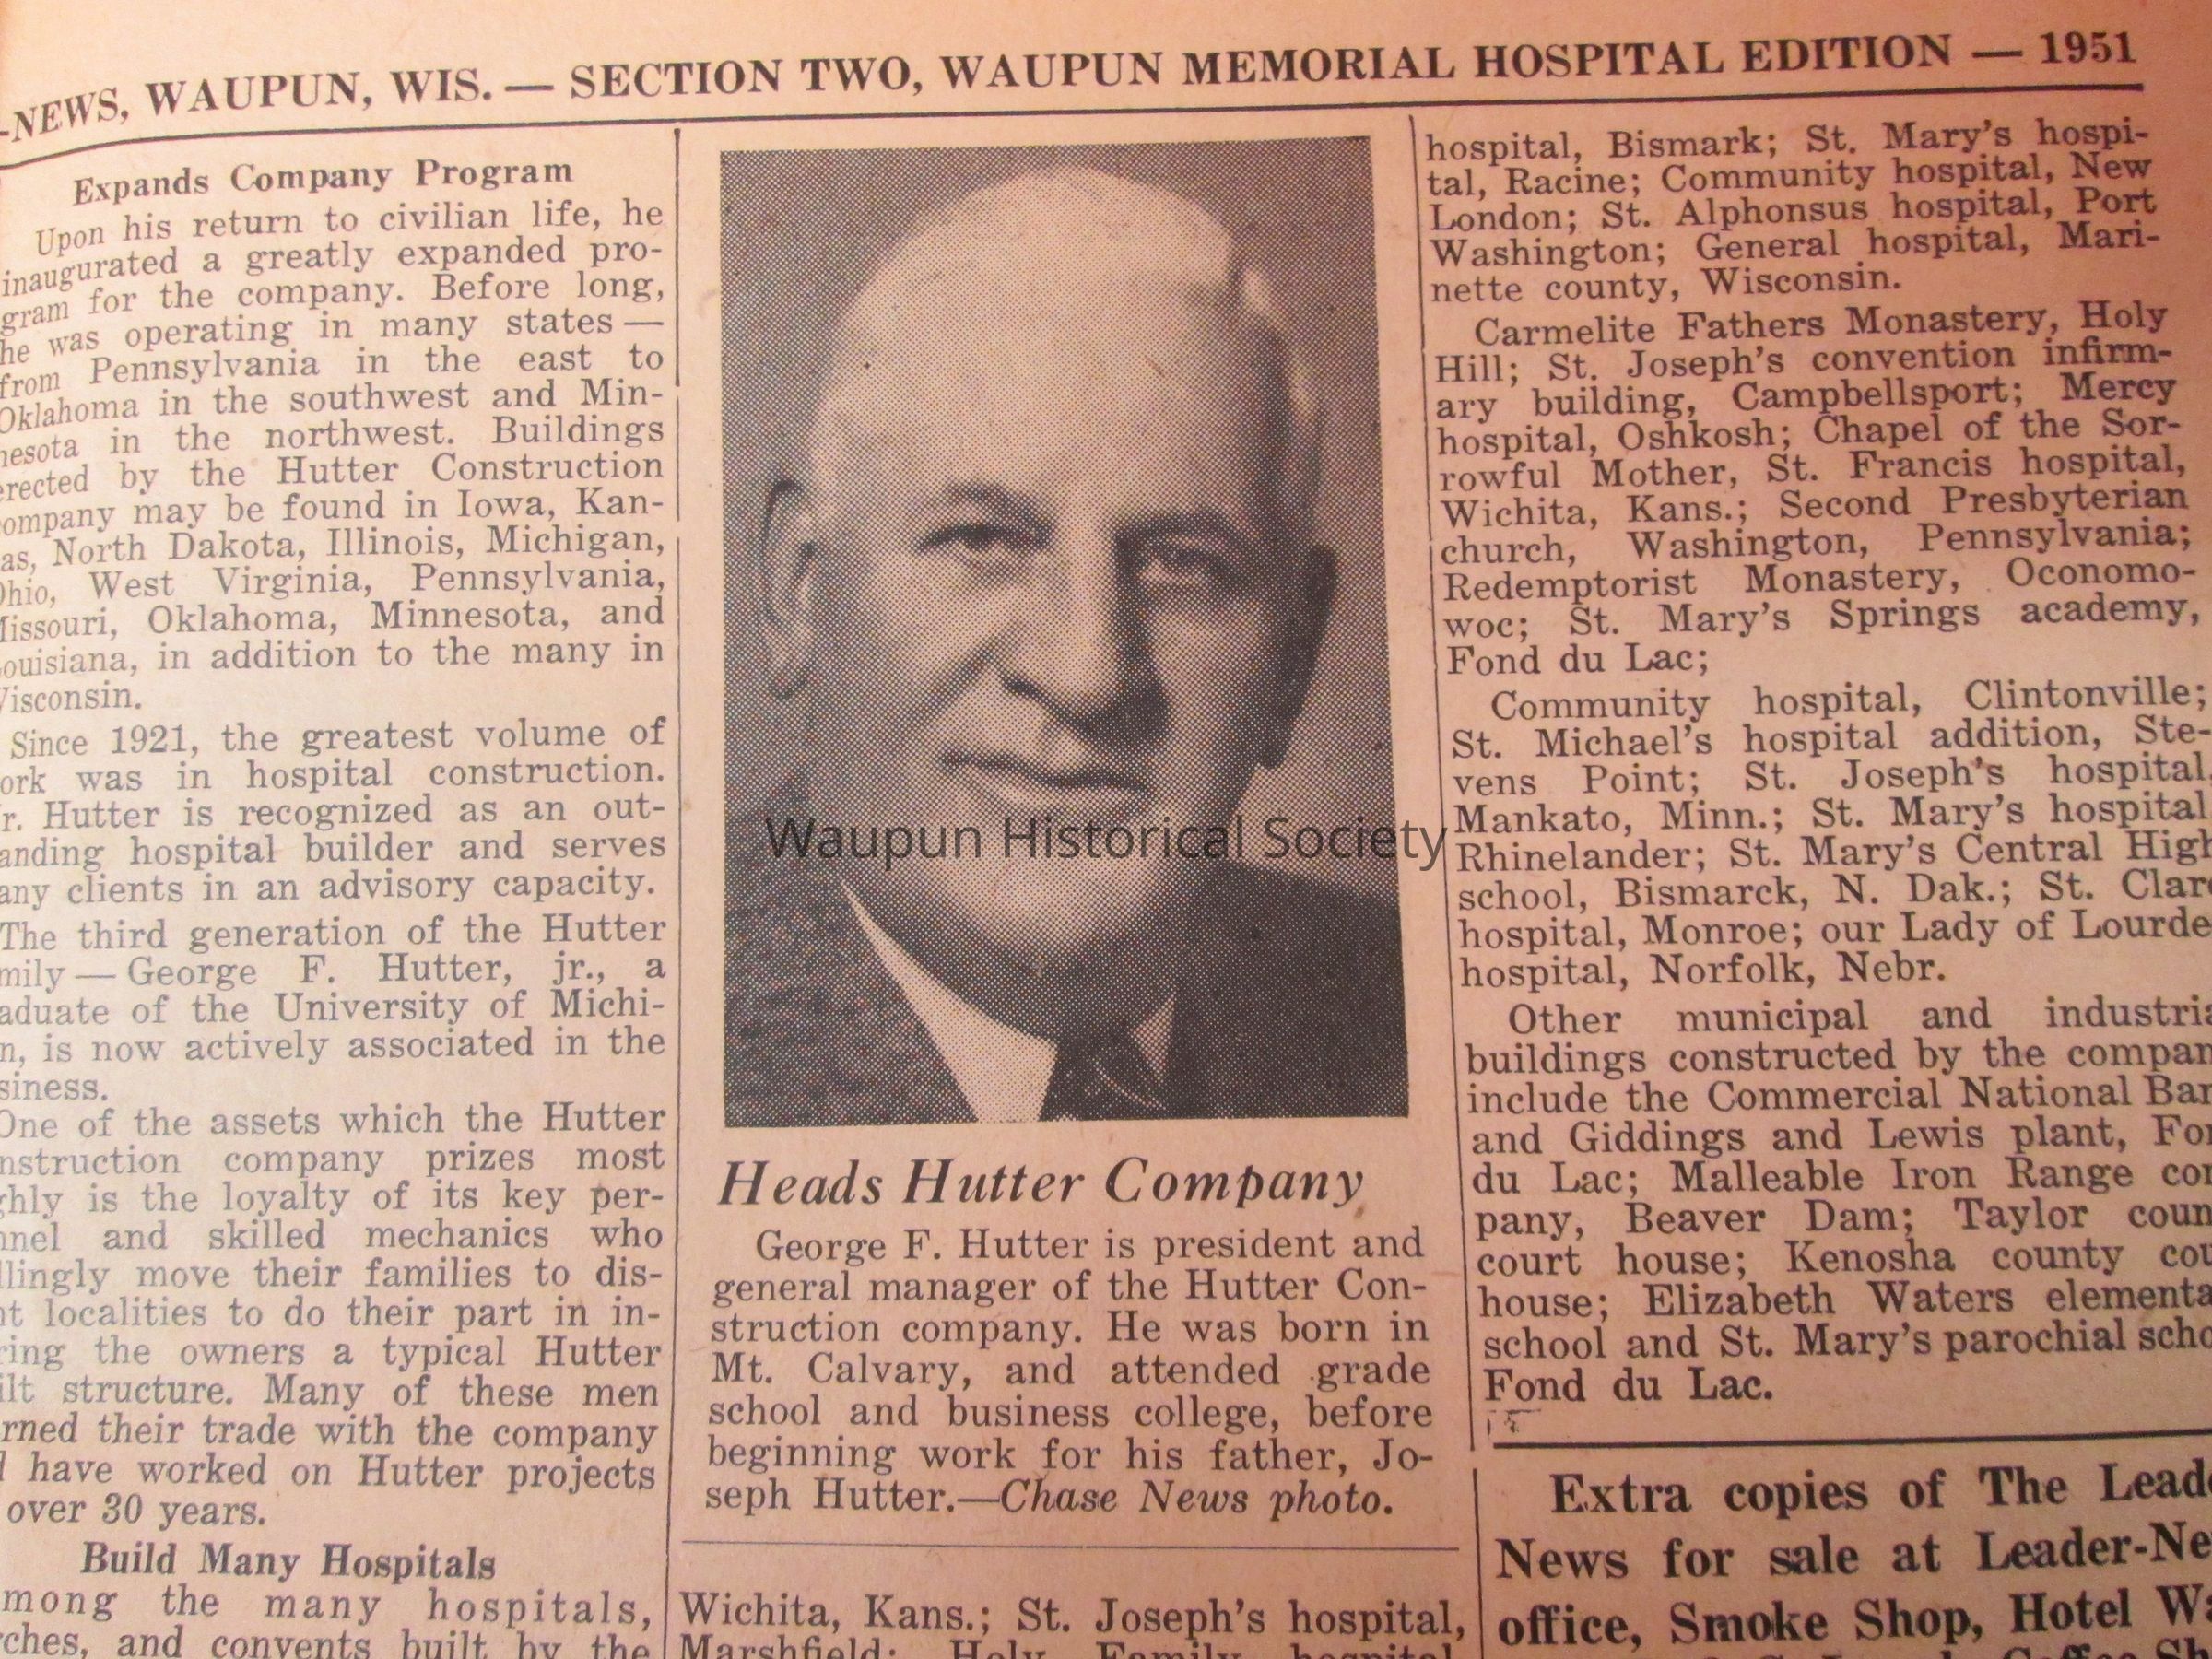 -NEWS, WAUPUN, WIS. — SECTION TWO, WAUPUN MEMORIAL HOSPITAL EDITION — 1951
Expands Company Program
Upon his return to civilian life, he
inaugurated a greatly expanded pro-
gram for the company. Before long,
he was operating in many states —
from Pennsylvania in the east to
Oklahoma in the southwest and Min-
nesota in the northwest. Buildings
erected by the Hutter Construction
ompany may be found in Iowa, Kan-
as, North Dakota, Illinois, Michigan,
Ohio, West Virginia, Pennsylvania,
Missouri, Oklahoma, Minnesota, and
Louisiana, in addition to the many in
Wisconsin.
Since 1921, the greatest volume of
ork was in hospital construction.
r. Hutter is recognized as an out-
anding hospital builder and serves
any clients in an advisory capacity.
The third generation of the Hutter
mily — George F. Hutter, jr., a
aduate of the University of Michi-
n, is now actively associated in the
siness.
One of the assets which the Hutter
nstruction company prizes most
ghly is the loyalty of its key per-
nnel and skilled mechanics who
llingly move their families to dis-
nt localities to do their part in in-
ring the owners a typical Hutter
ilt structure. Many of these men
rned their trade with the company
have worked on Hutter projects
over 30 years.
Build Many Hospitals
mong the many hospitals,
ches, and convents built by the
Waupun Historical Society
Heads Hutter Company
George F. Hutter is president and
general manager of the Hutter Con-
struction company. He was born in
Mt. Calvary, and attended grade
school and business college, before
beginning work for his father, Jo-
seph Hutter.—Chase News photo.
Wichita, Kans.; St. Joseph's hospital,
Marshfield; Holy Family hospital
hospital, Bismark; St. Mary's hospi-
tal, Racine; Community hospital, New
London; St. Alphonsus hospital, Port
Washington; General hospital, Mari-
nette county, Wisconsin.
Carmelite Fathers Monastery, Holy
Hill; St. Joseph's convention infirm-
ary building, Campbellsport; Mercy
hospital, Oshkosh; Chapel of the Sor-
rowful Mother, St. Francis hospital,
Wichita, Kans.; Second Presbyterian
church, Washington, Pennsylvania;
Redemptorist Monastery, Oconomo-
woc; St. Mary's Springs academy,
Fond du Lac;
Community hospital, Clintonville;
St. Michael's hospital addition, Ste-
vens Point; St. Joseph's hospital,
Mankato, Minn.; St. Mary's hospital
Rhinelander; St. Mary's Central High
school, Bismarck, N. Dak.; St. Clare
hospital, Monroe; our Lady of Lourde
hospital, Norfolk, Nebr.
Other municipal and industria
buildings constructed by the compan
include the Commercial National Ban
and Giddings and Lewis plant, Fon
du Lac; Malleable Iron Range com
pany, Beaver Dam; Taylor coun
court house; Kenosha county cou
house; Elizabeth Waters elementa
school and St. Mary's parochial scho
Fond du Lac.
Extra copies of The Lead
News for sale at Leader-Ne
office, Smoke Shop, Hotel Wa